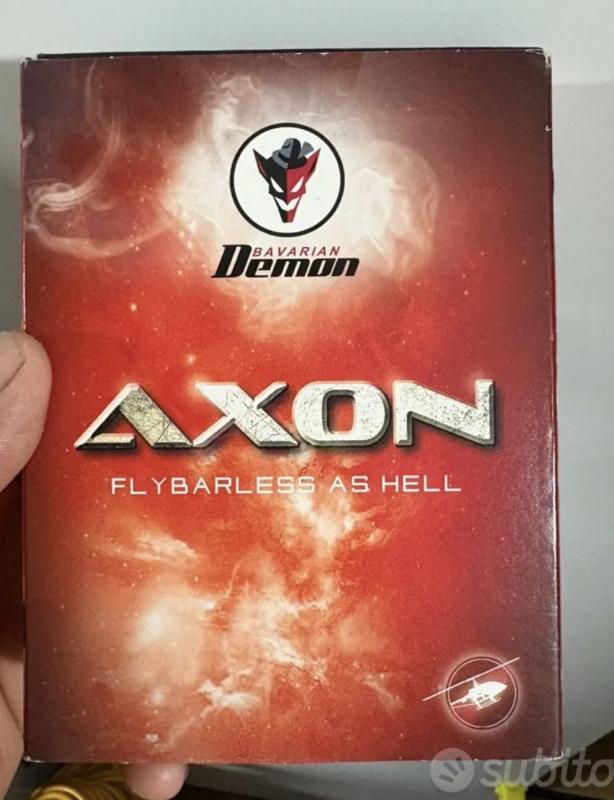 BAVARIAN
Demon
AXON
FLYBARLESS AS HELL
subito